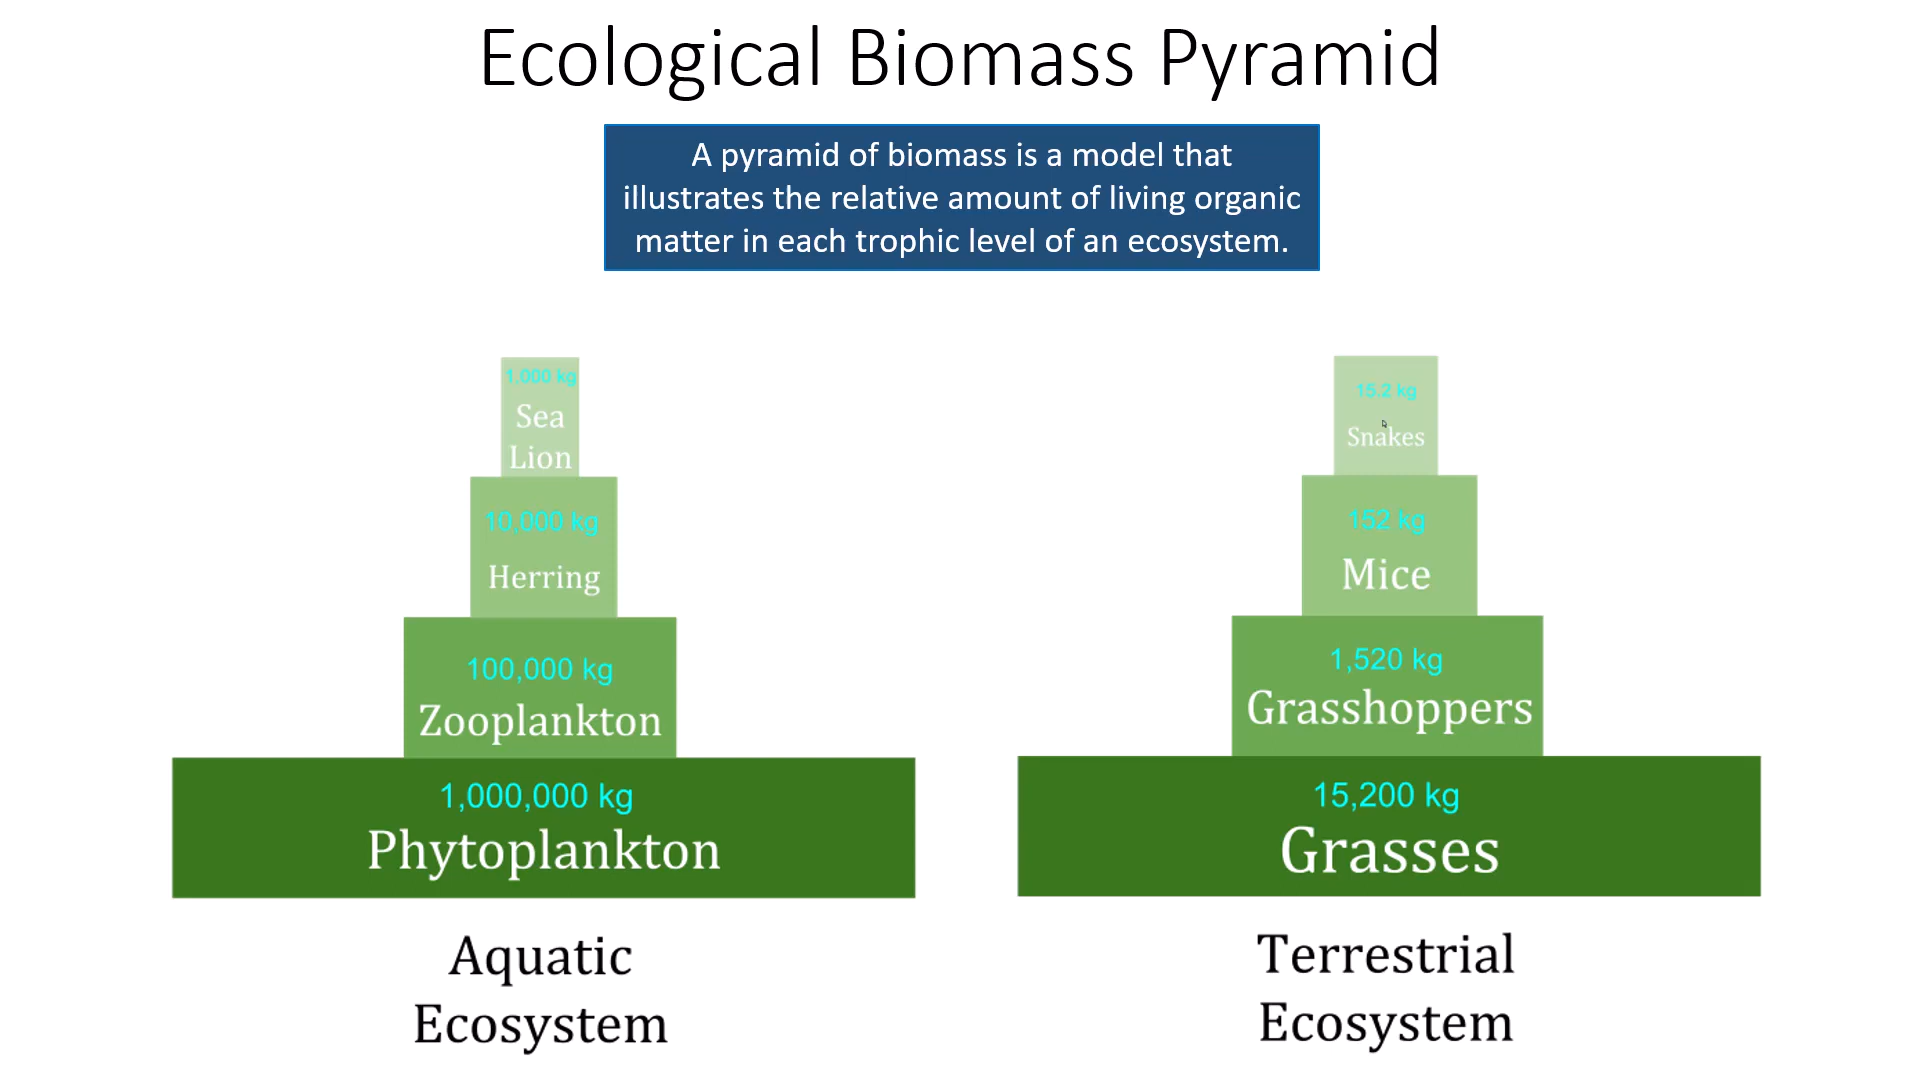 Ecological Biomass Pyramid
A pyramid of biomass is a model that
illustrates the relative amount of living organic
matter in each trophic level of an ecosystem.
1,000 kg
Sea
Lion
10,000 kg
Herring
100,000 kg
Zooplankton
1,000,000 kg
Phytoplankton
Aquatic
Ecosystem
15.2 kg
Snakes
152 kg
Mice
1,520 kg
Grasshoppers
15,200 kg
Grasses
Terrestrial
Ecosystem